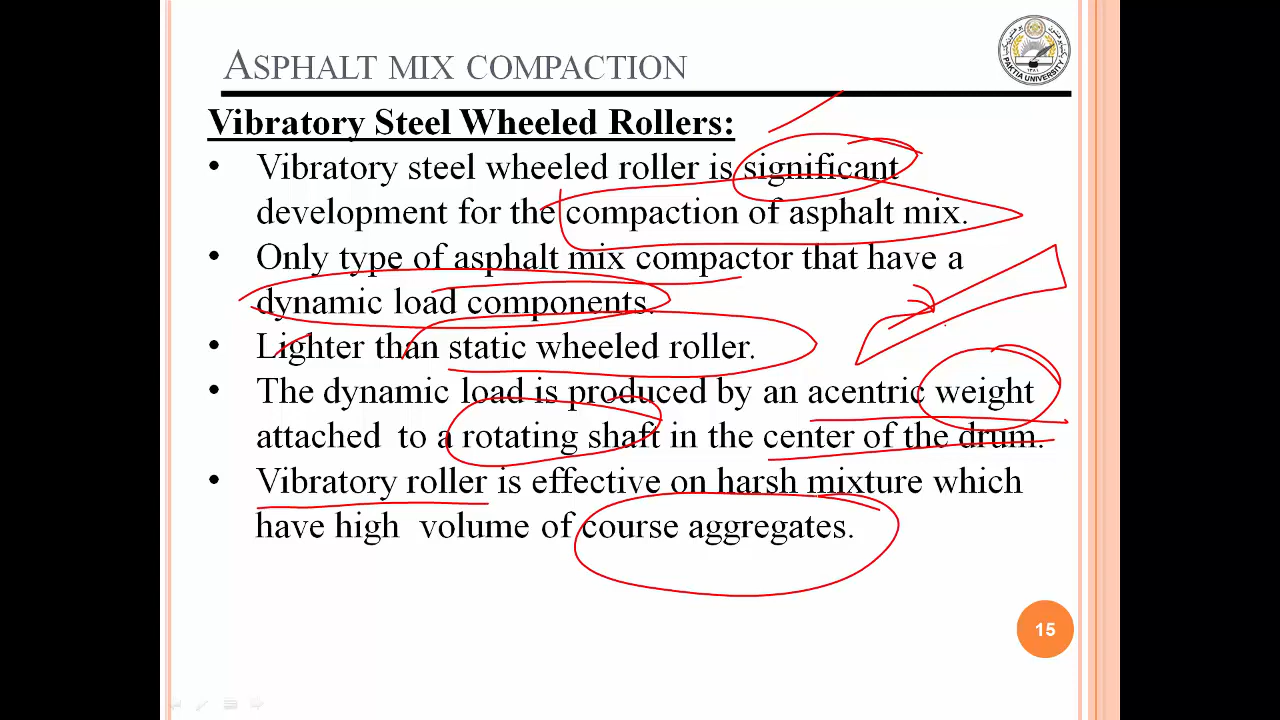 ASPHALT MIX COMPACTION
PAKTIA UNIVERSITY
Vibratory Steel Wheeled Rollers:
• Vibratory steel wheeled roller is significant
development for the compaction of asphalt mix.
• Only type of asphalt mix compactor that have a
dynamic load components.
• Lighter than static wheeled roller.
• The dynamic load is produced by an acentric weight
attached to a rotating shaft in the center of the drum.
• Vibratory roller is effective on harsh mixture which
have high volume of course aggregates.
15